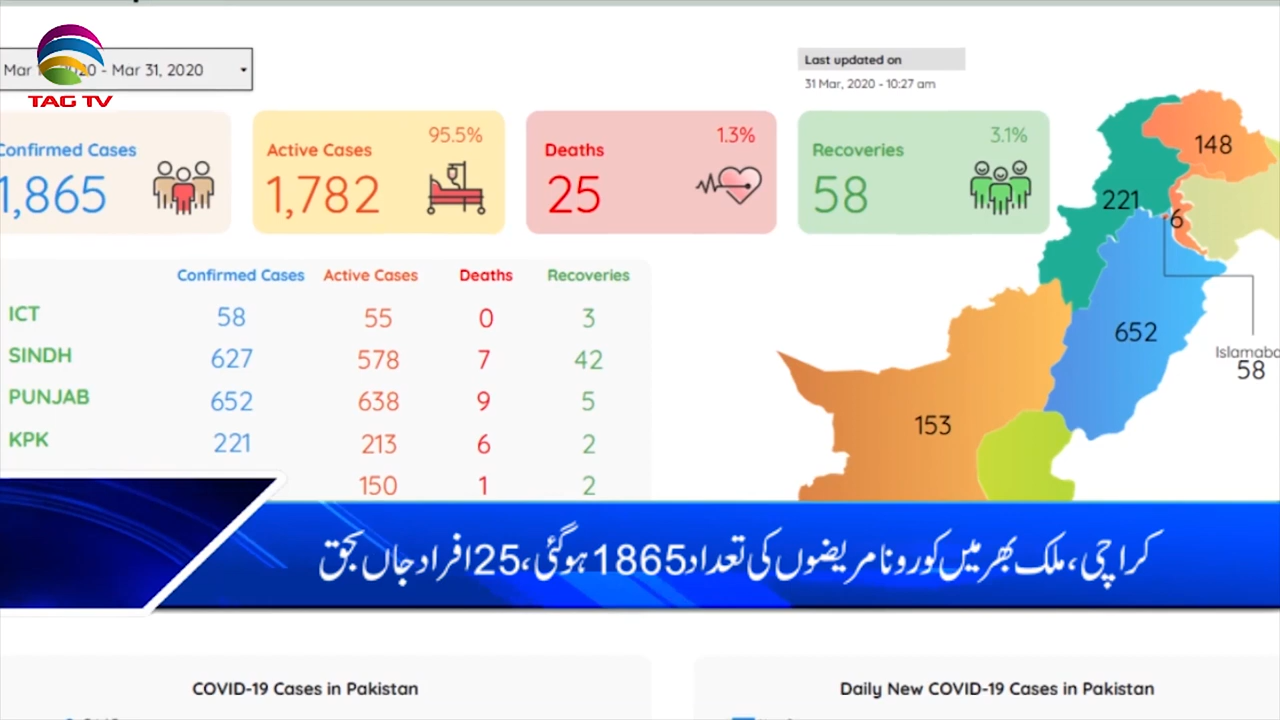 Mar 1 20 - Mar 31, 2020
TAG TV
Last updated on
31 Mar, 2020 - 10:27 am
Confirmed Cases
1,865
Active Cases
95.5%
1,782
Deaths
1.3%
25
Recoveries
3.1%
58
148
221
6
652
Islamaba
58
153
Confirmed Cases Active Cases Deaths Recoveries
ICT 58 55 0 3
SINDH 627 578 7 42
PUNJAB 652 638 9 5
KPK 221 213 6 2
150 1 2
کراچی، ملک بھر میں کورونا مریضوں کی تعداد 1865 ہوگئی، 25 افراد جاں بحق
COVID-19 Cases in Pakistan
Daily New COVID-19 Cases in Pakistan